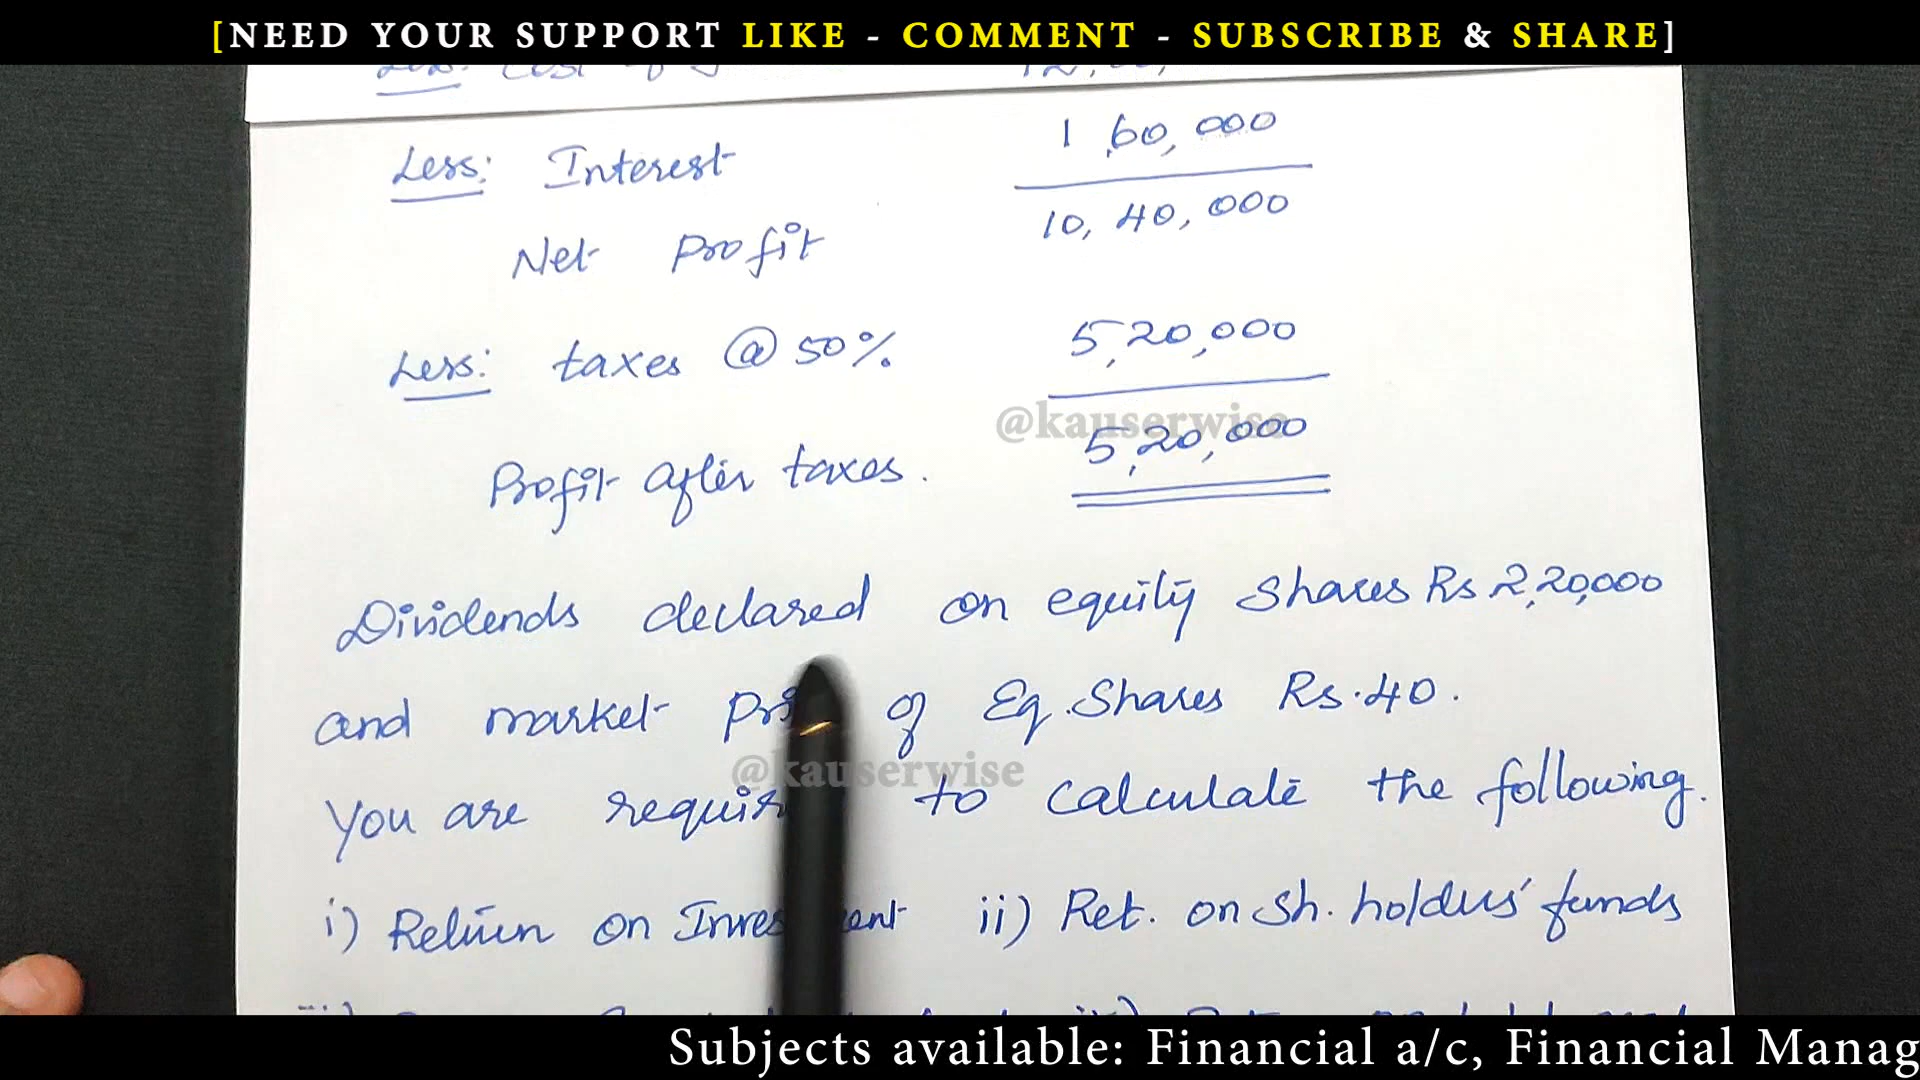 [NEED YOUR SUPPORT LIKE - COMMENT - SUBSCRIBE & SHARE]
Less: Cost of
Less: Interest 1,60,000
Net Profit 10,40,000
Less: taxes @ 50% 5,20,000
@kauserwise
Profit after taxes. 5,20,000
Dividends declared on equity Shares Rs 2,20,000
and market of Eq. Shares Rs. 40.
@kauserwise
You are to calculate the following.
i) Return on ii) Ret. on Sh. holders' funds
Subjects available: Financial a/c, Financial Manag